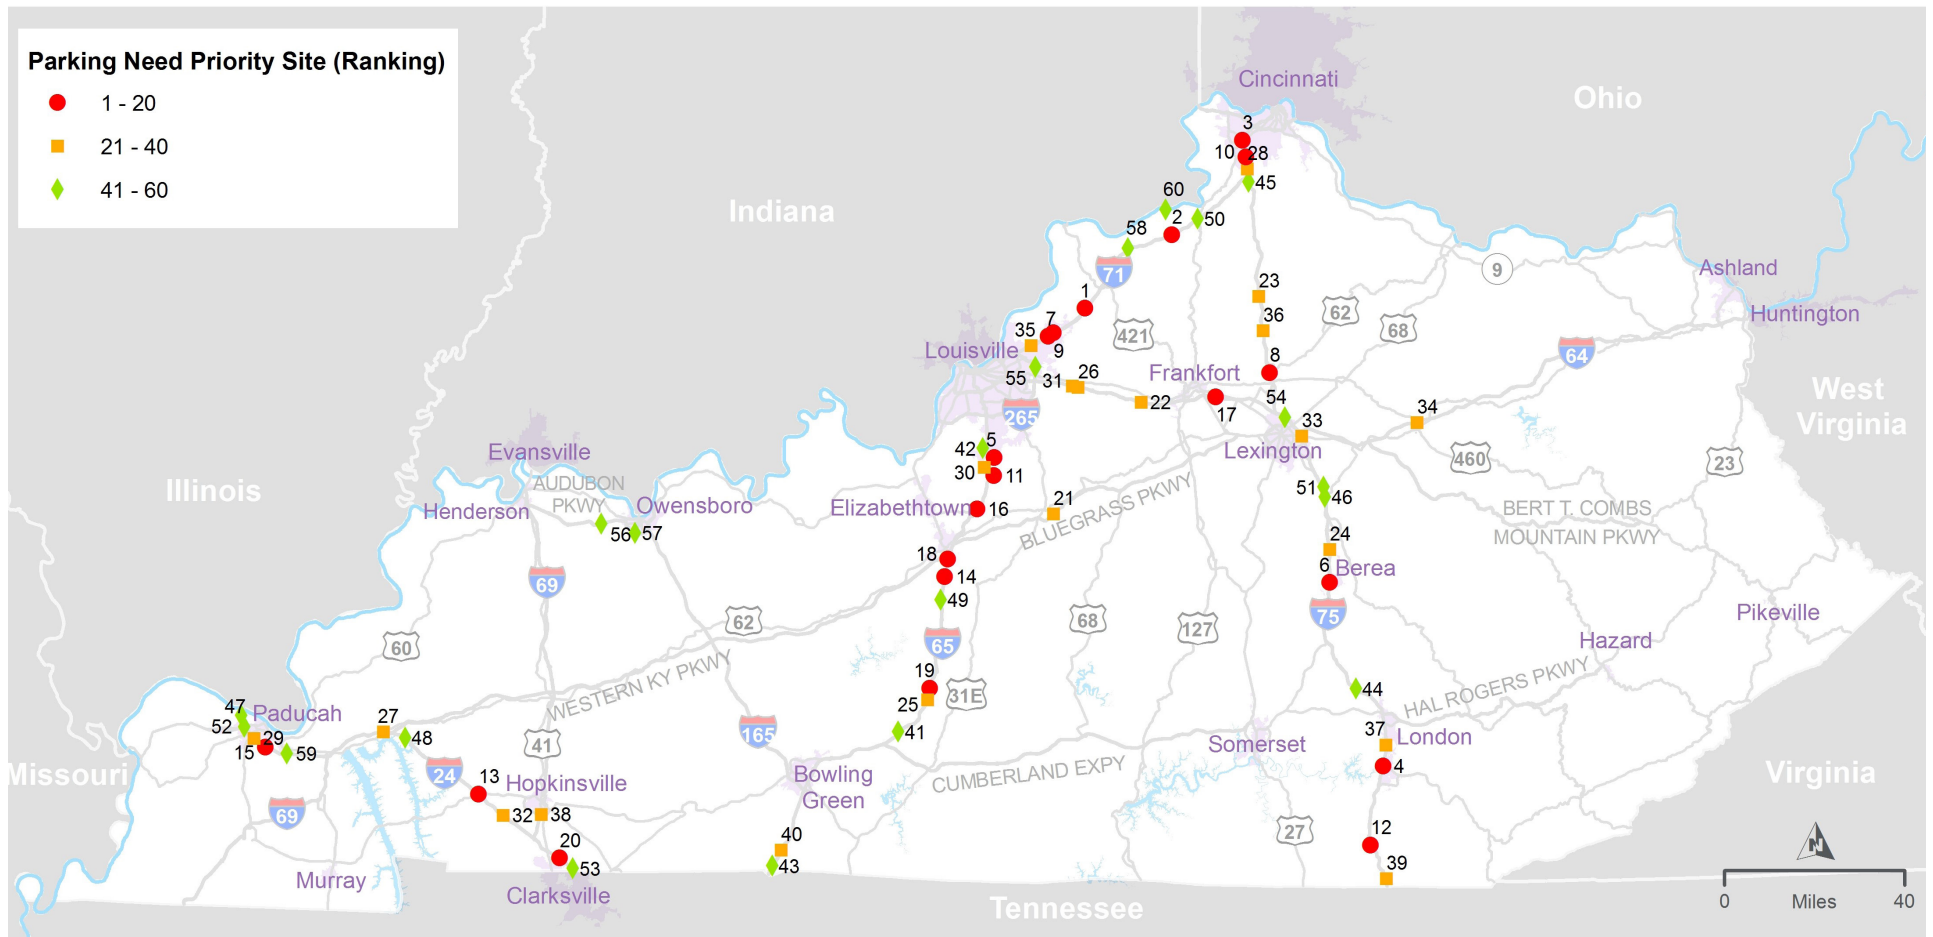 Parking Need Priority Site (Ranking)
1 - 20
21 - 40
41 - 60
Cincinnati
Ohio
Indiana
3
10
28
45
60
2
50
58
71
1
9
Ashland
Huntington
23
36
62
68
421
7
35
9
Louisville
55
31
26
22
Frankfort
8
17
64
West
Virginia
265
54
33
34
Lexington
460
23
42
5
30
11
Evansville
AUDUBON
PKWY
Illinois
Henderson
Owensboro
56
57
Elizabethtown
16
21
BLUEGRASS PKWY
51
46
BERT T. COMBS
MOUNTAIN PKWY
24
6
Berea
18
14
49
69
75
60
62
68
127
65
Pikeville
Hazard
WESTERN KY PKWY
19
25
31E
44
HAL ROGERS PKWY
47
52
Paducah
29
15
59
27
48
41
165
41
37
London
Somerset
4
Missouri
24
13
Hopkinsville
Bowling
Green
CUMBERLAND EXPY
Virginia
69
32
38
20
53
40
43
27
12
39
Murray
Clarksville
Tennessee
N
0
Miles
40